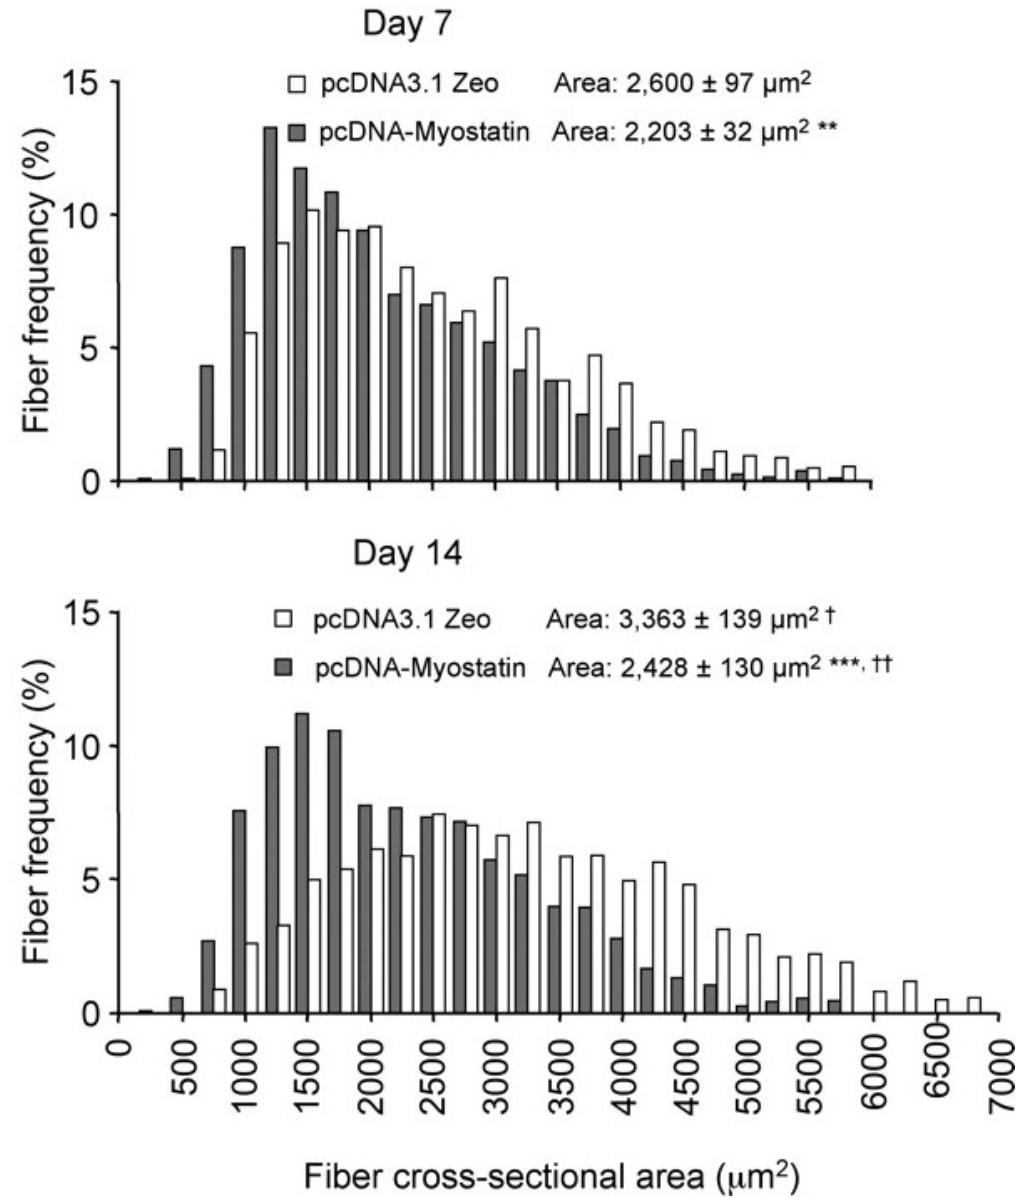 Day 7
15
pcDNA3.1 Zeo Area: 2,600 ± 97 µm²
pcDNA-Myostatin Area: 2,203 ± 32 µm² **
10
5
0
Fiber frequency (%)
Day 14
15
pcDNA3.1 Zeo Area: 3,363 ± 139 µm² †
pcDNA-Myostatin Area: 2,428 ± 130 µm² ***, ††
10
5
0
Fiber frequency (%)
0 500 1000 1500 2000 2500 3000 3500 4000 4500 5000 5500 6000 6500 7000
Fiber cross-sectional area (µm²)